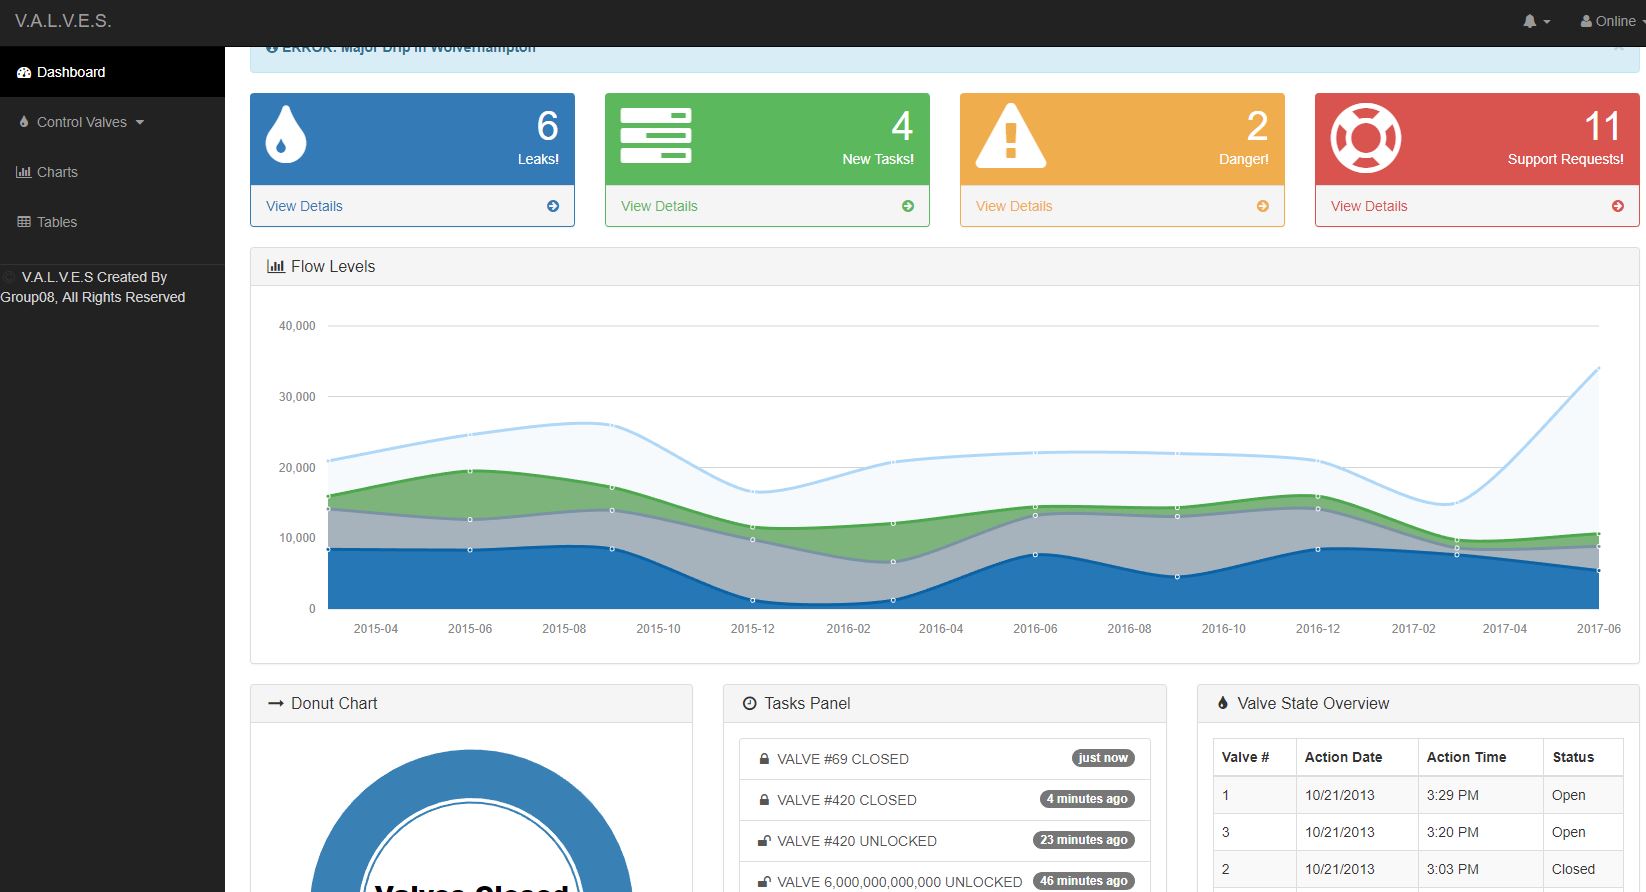 V.A.L.V.E.S.
Online
ERROR: Major Drip in Wolverhampton
Dashboard
Control Valves
Charts
Tables
© V.A.L.V.E.S Created By
Group08, All Rights Reserved
6
Leaks!
View Details
4
New Tasks!
View Details
2
Danger!
View Details
11
Support Requests!
View Details
Flow Levels
40,000
30,000
20,000
10,000
0
2015-04 2015-06 2015-08 2015-10 2015-12 2016-02 2016-04 2016-06 2016-08 2016-10 2016-12 2017-02 2017-04 2017-06
Donut Chart
Valves Closed
Tasks Panel
VALVE #69 CLOSED just now
VALVE #420 CLOSED 4 minutes ago
VALVE #420 UNLOCKED 23 minutes ago
VALVE 6,000,000,000,000 UNLOCKED 46 minutes ago
Valve State Overview
Valve # Action Date Action Time Status
1 10/21/2013 3:29 PM Open
3 10/21/2013 3:20 PM Open
2 10/21/2013 3:03 PM Closed